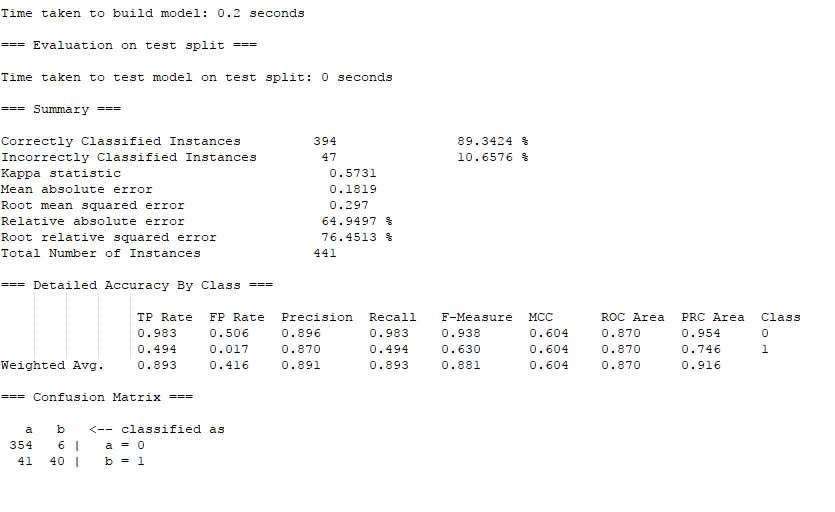 Time taken to build model: 0.2 seconds
=== Evaluation on test split ===
Time taken to test model on test split: 0 seconds
=== Summary ===
Correctly Classified Instances 394 89.3424 %
Incorrectly Classified Instances 47 10.6576 %
Kappa statistic 0.5731
Mean absolute error 0.1819
Root mean squared error 0.297
Relative absolute error 64.9497 %
Root relative squared error 76.4513 %
Total Number of Instances 441
=== Detailed Accuracy By Class ===
TP Rate FP Rate Precision Recall F-Measure MCC ROC Area PRC Area Class
0.983 0.506 0.896 0.983 0.938 0.604 0.870 0.954 0
0.494 0.017 0.870 0.494 0.630 0.604 0.870 0.746 1
Weighted Avg. 0.893 0.416 0.891 0.893 0.881 0.604 0.870 0.916
=== Confusion Matrix ===
a b <-- classified as
354 6 | a = 0
41 40 | b = 1